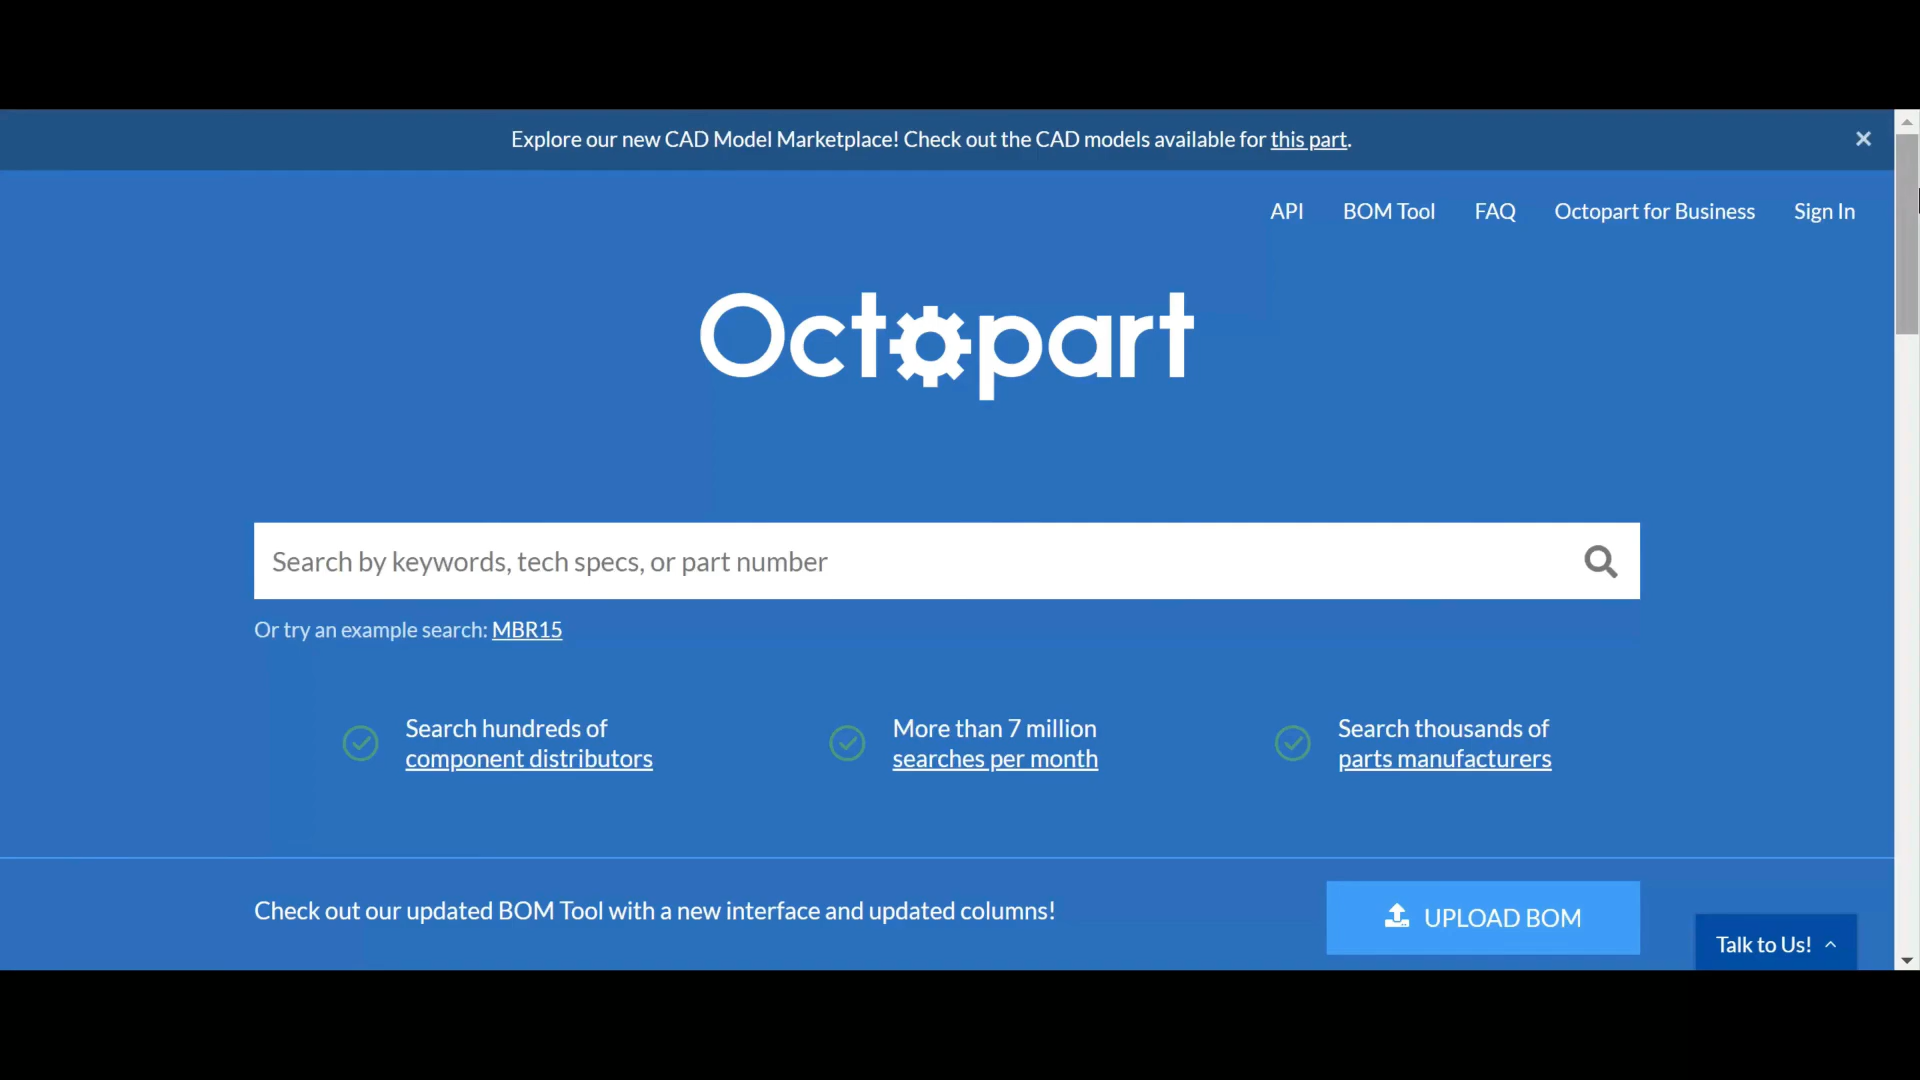 Explore our new CAD Model Marketplace! Check out the CAD models available for this part.
API BOM Tool FAQ Octopart for Business Sign In
Octopart
Search by keywords, tech specs, or part number
Or try an example search: MBR15
Search hundreds of
component distributors
More than 7 million
searches per month
Search thousands of
parts manufacturers
Check out our updated BOM Tool with a new interface and updated columns!
UPLOAD BOM
Talk to Us!